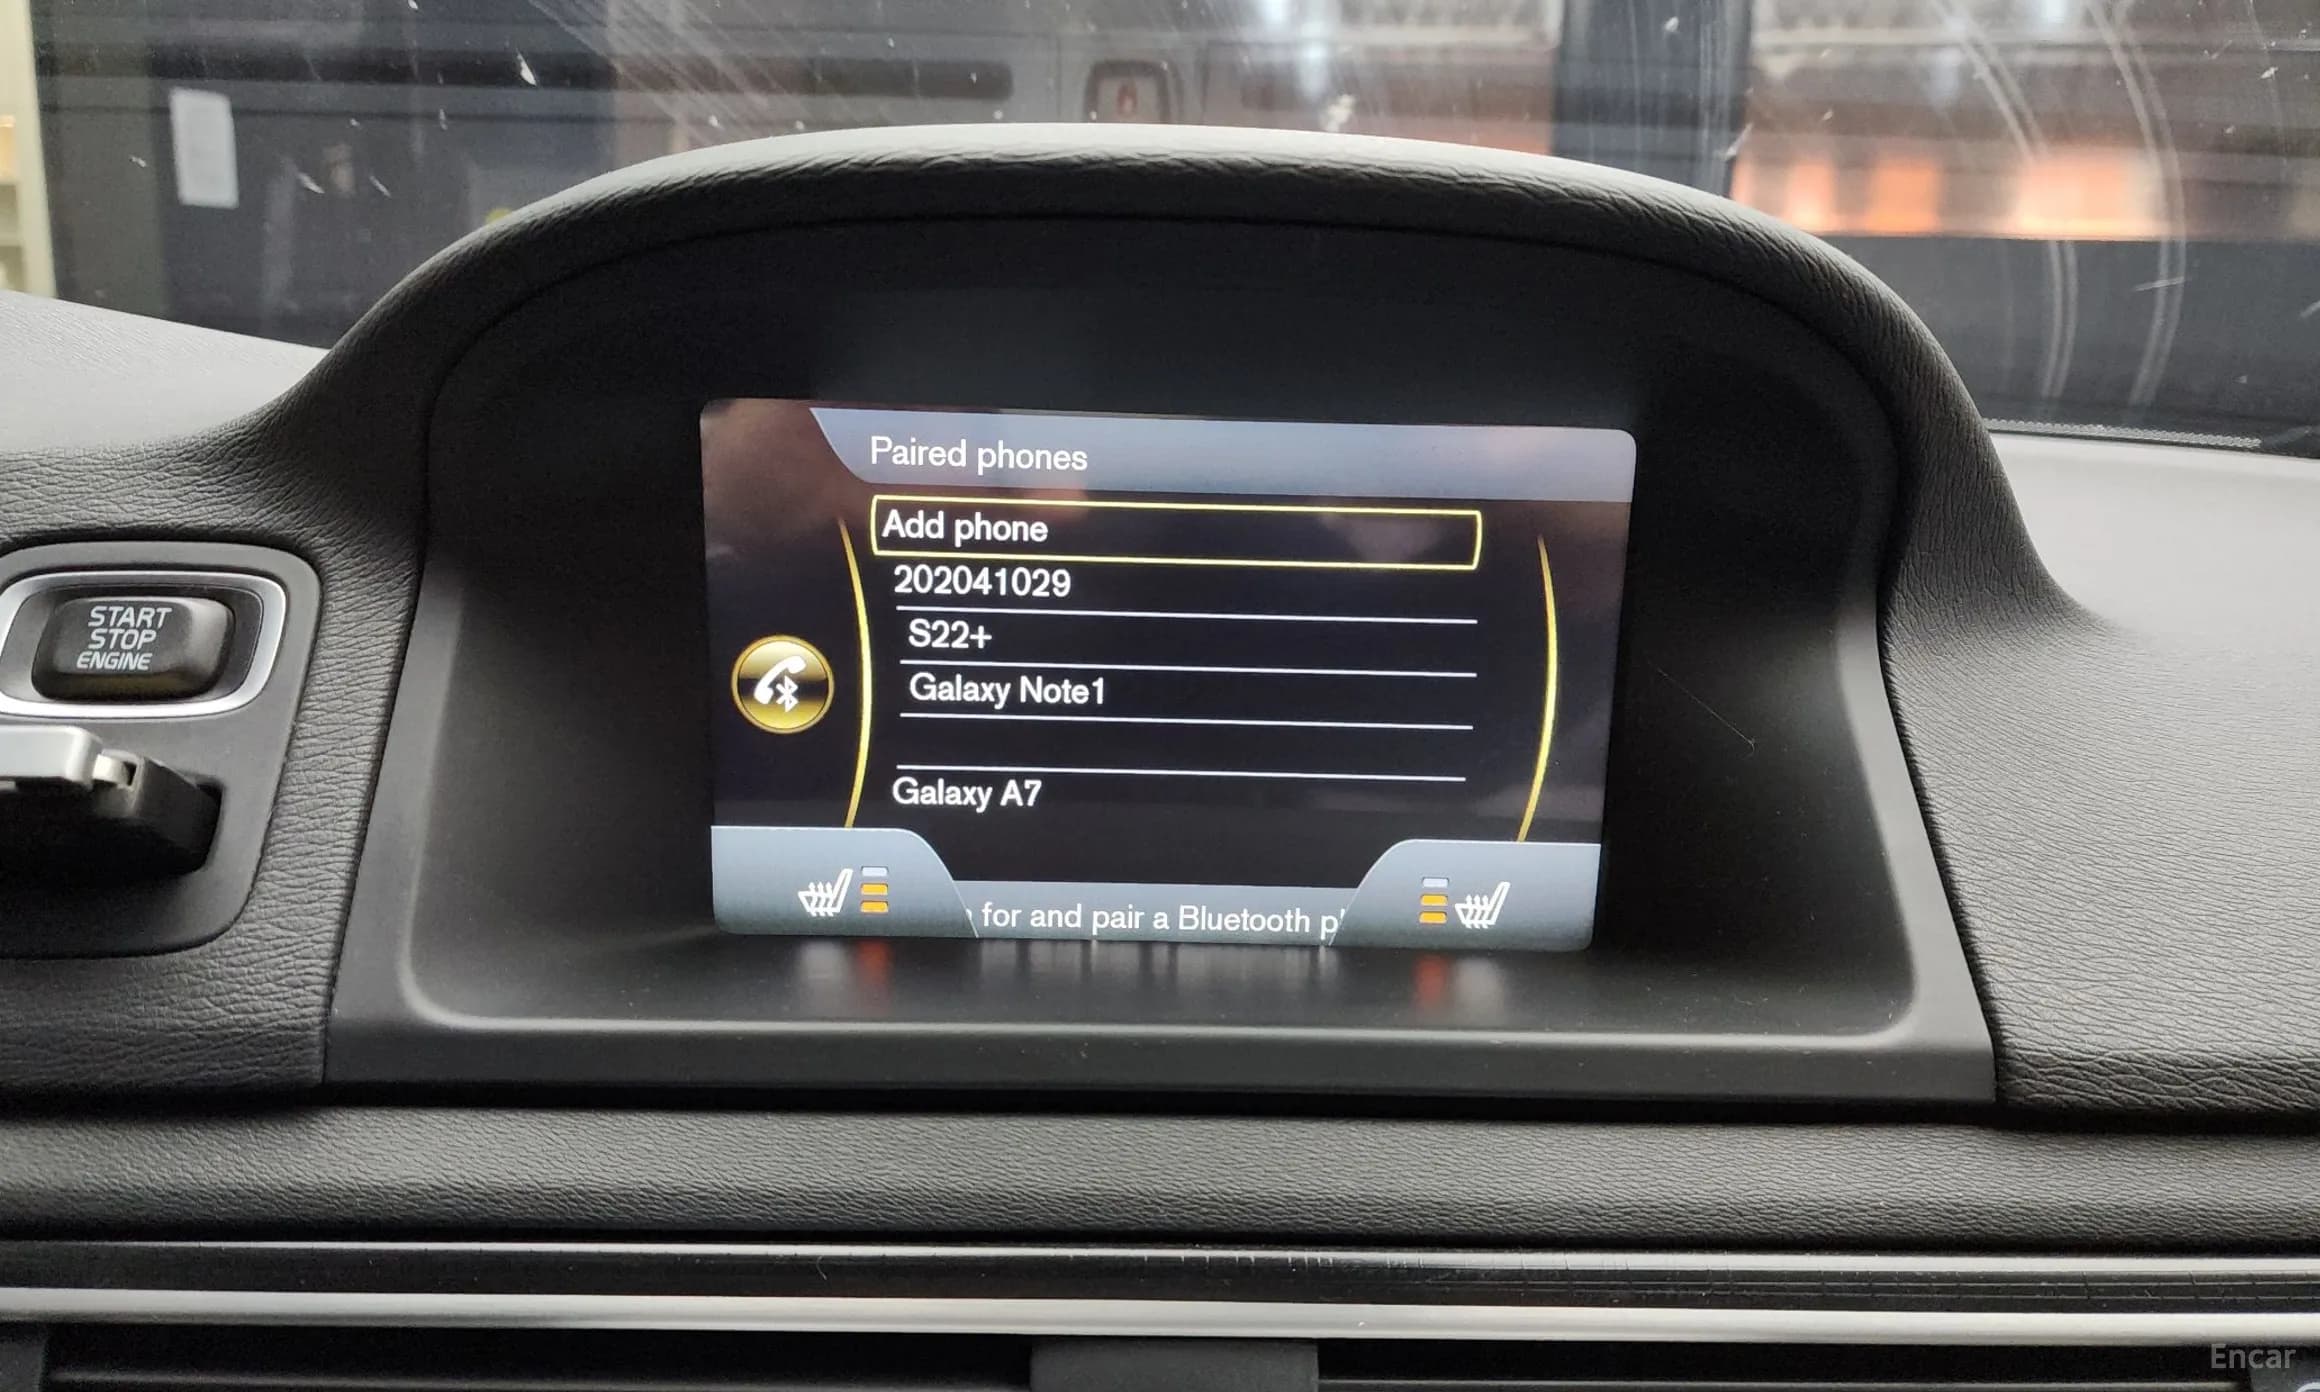 Paired phones
Add phone
202041029
S22+
Galaxy Note1
Galaxy A7
for and pair a Bluetooth
START
STOP
ENGINE
Encar